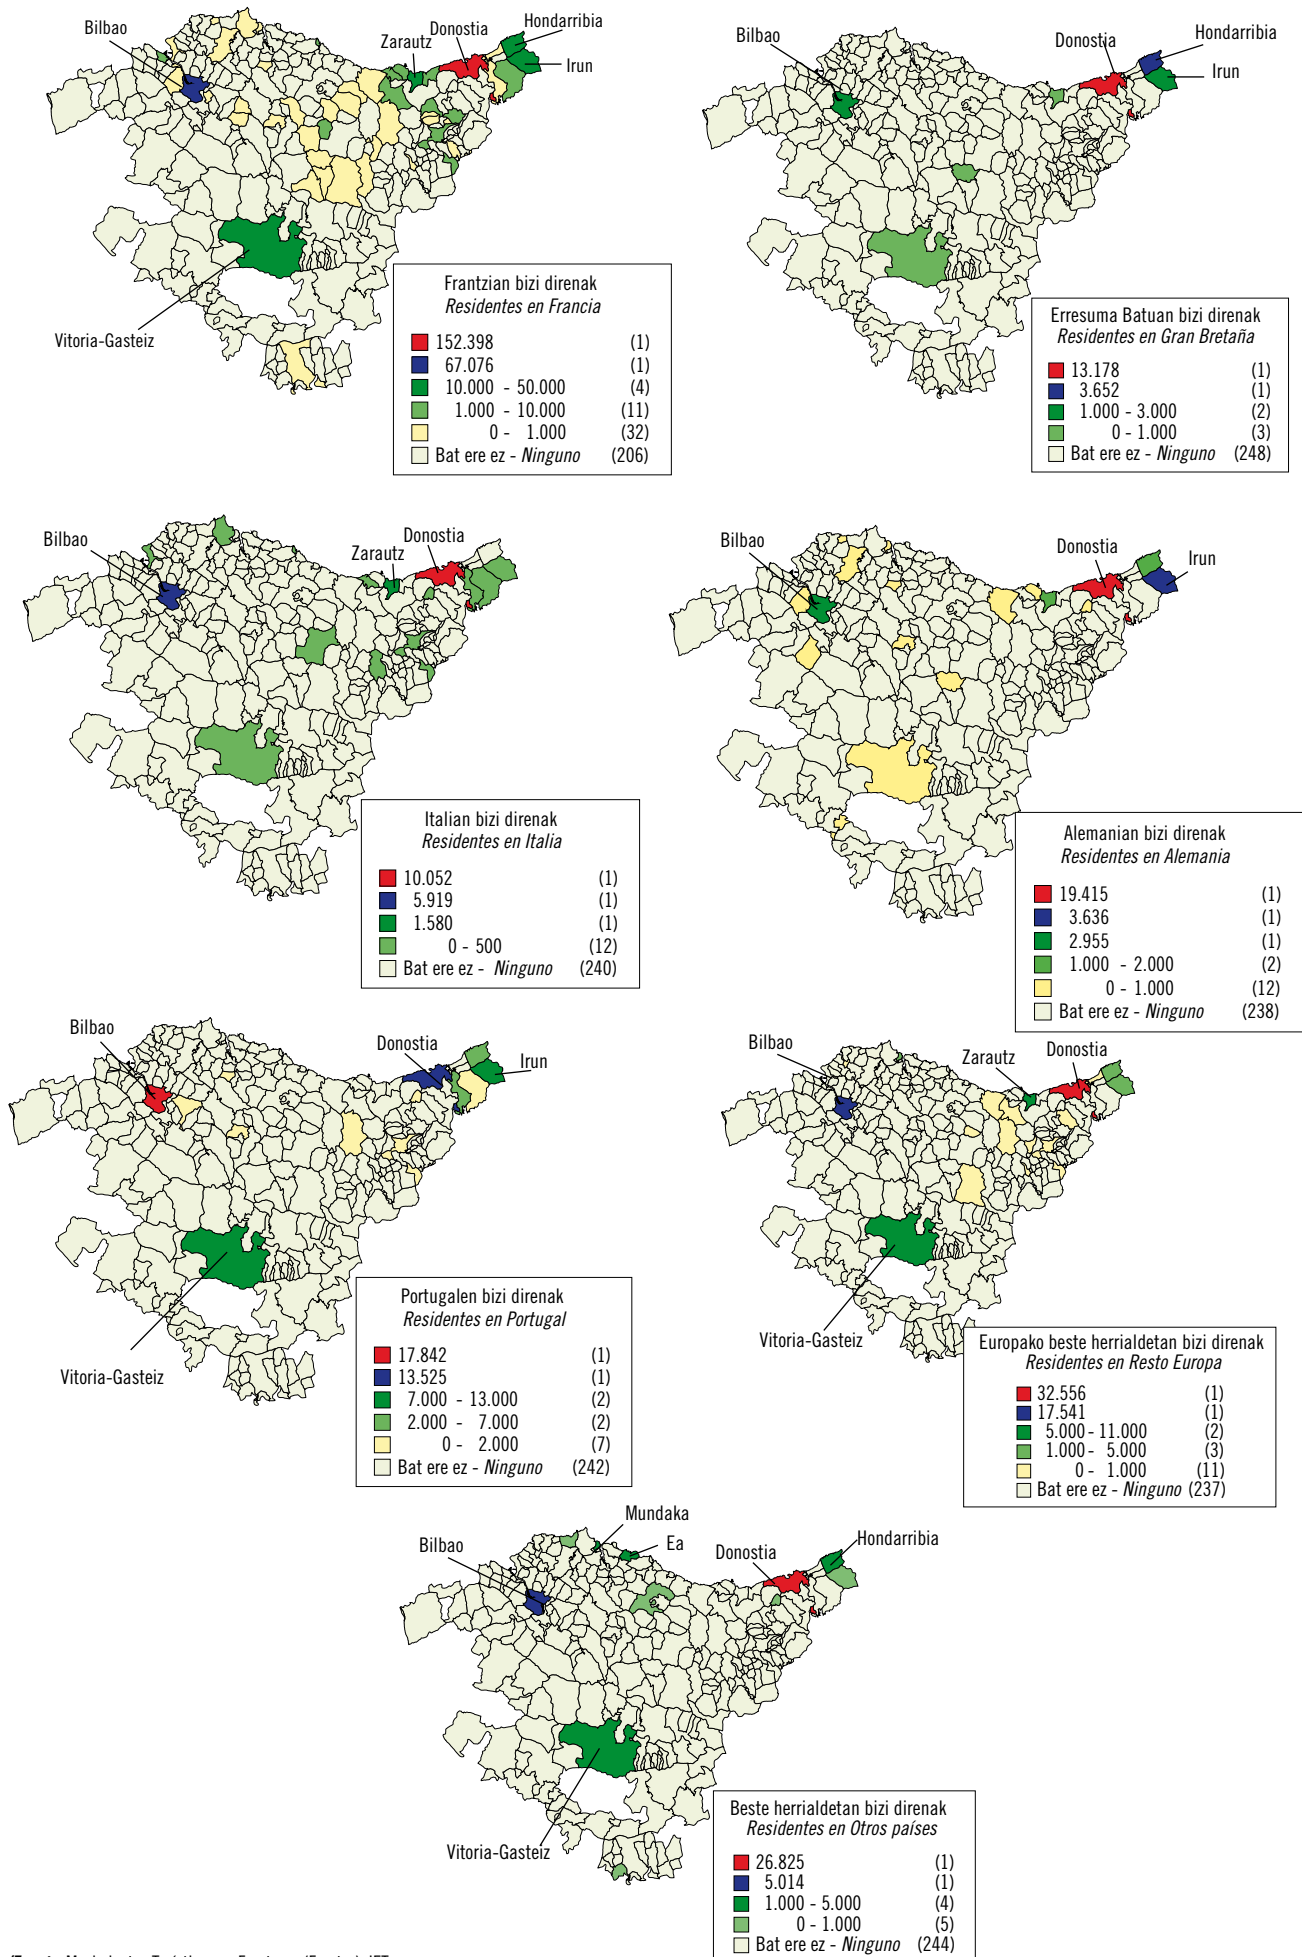 Bilbao
Donostia
Hondarribia
Zarautz
Irun
Vitoria-Gasteiz
Frantzian bizi direnak
Residentes en Francia
152.398 (1)
67.076 (1)
10.000 - 50.000 (4)
1.000 - 10.000 (11)
0 - 1.000 (32)
Bat ere ez - Ninguno (206)
Bilbao
Donostia
Hondarribia
Irun
Erresuma Batuan bizi direnak
Residentes en Gran Bretaña
13.178 (1)
3.652 (1)
1.000 - 3.000 (2)
0 - 1.000 (3)
Bat ere ez - Ninguno (248)
Bilbao
Zarautz
Donostia
Italian bizi direnak
Residentes en Italia
10.052 (1)
5.919 (1)
1.580 (1)
0 - 500 (12)
Bat ere ez - Ninguno (240)
Bilbao
Donostia
Irun
Alemanian bizi direnak
Residentes en Alemania
19.415 (1)
3.636 (1)
2.955 (1)
1.000 - 2.000 (2)
0 - 1.000 (12)
Bat ere ez - Ninguno (238)
Bilbao
Donostia
Irun
Vitoria-Gasteiz
Portugalen bizi direnak
Residentes en Portugal
17.842 (1)
13.525 (1)
7.000 - 13.000 (2)
2.000 - 7.000 (2)
0 - 2.000 (7)
Bat ere ez - Ninguno (242)
Bilbao
Zarautz
Donostia
Vitoria-Gasteiz
Europako beste herrialdetan bizi direnak
Residentes en Resto Europa
32.556 (1)
17.541 (1)
5.000 - 11.000 (2)
1.000 - 5.000 (3)
0 - 1.000 (11)
Bat ere ez - Ninguno (237)
Mundaka
Ea
Bilbao
Donostia
Hondarribia
Vitoria-Gasteiz
Beste herrialdetan bizi direnak
Residentes en Otros países
26.825 (1)
5.014 (1)
1.000 - 5.000 (4)
0 - 1.000 (5)
Bat ere ez - Ninguno (244)